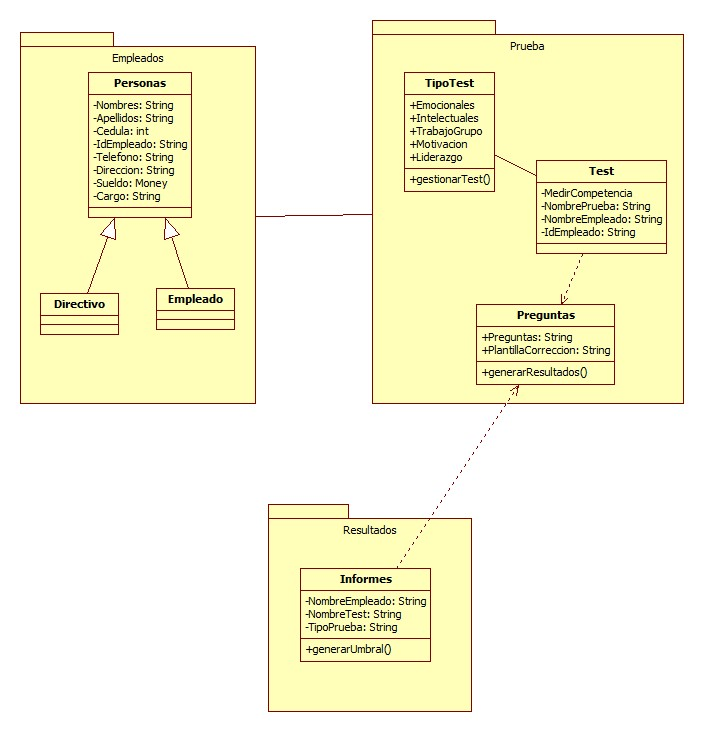 Empleados
Personas
-Nombres: String
-Apellidos: String
-Cedula: int
-IdEmpleado: String
-Telefono: String
-Direccion: String
-Sueldo: Money
-Cargo: String
Directivo
Empleado
Prueba
TipoTest
+Emocionales
+Intelectuales
+TrabajoGrupo
+Motivacion
+Liderazgo
+gestionarTest()
Test
-MedirCompetencia
-NombrePrueba: String
-NombreEmpleado: String
-IdEmpleado: String
Preguntas
+Preguntas: String
+PlantillaCorreccion: String
+generarResultados()
Resultados
Informes
-NombreEmpleado: String
-NombreTest: String
-TipoPrueba: String
+generarUmbral()